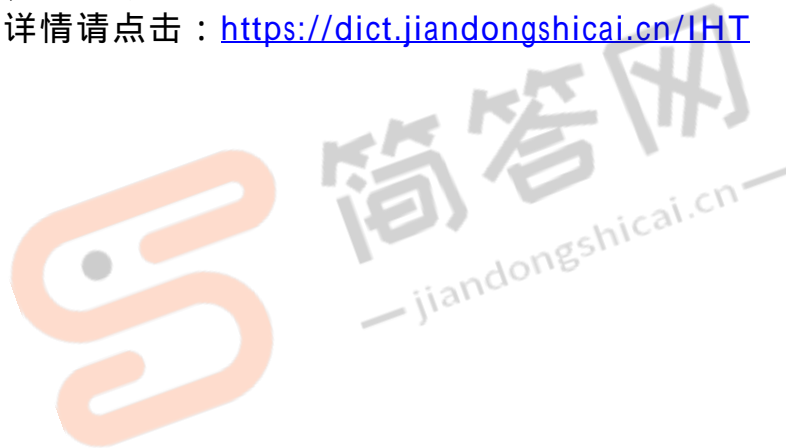 详情请点击：https://dict.jiandongshicai.cn/IHT
简答网
jiandongshicai.cn